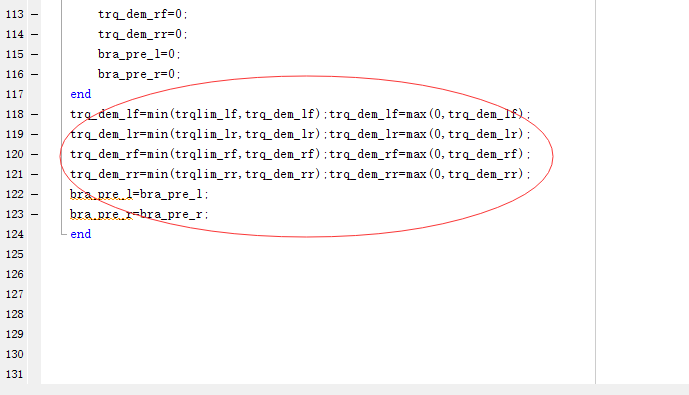 113 – trq_dem_rf=0;
114 – trq_dem_rr=0;
115 – bra_pre_l=0;
116 – bra_pre_r=0;
117 end
118 – trq_dem_lf=min(trqlim_lf,trq_dem_lf);trq_dem_lf=max(0,trq_dem_lf);
119 – trq_dem_lr=min(trqlim_lr,trq_dem_lr);trq_dem_lr=max(0,trq_dem_lr);
120 – trq_dem_rf=min(trqlim_rf,trq_dem_rf);trq_dem_rf=max(0,trq_dem_rf);
121 – trq_dem_rr=min(trqlim_rr,trq_dem_rr);trq_dem_rr=max(0,trq_dem_rr);
122 – bra_pre_l=bra_pre_l;
123 – bra_pre_r=bra_pre_r;
124 end
125
126
127
128
129
130
131